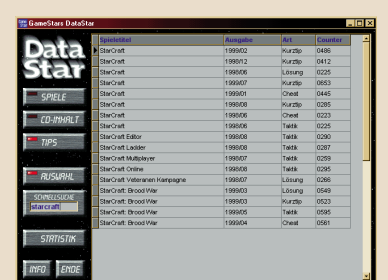 GameStars DataStar
Data
Star
SPIELE
CD-INHALT
TIPS
AUSWAHL
SCHNELLSUCHE
starcraft
STATISTIK
INFO ENDE
Spieletitel Ausgabe Art Counter
StarCraft 1999/02 Kurztip 0486
StarCraft 1998/12 Kurztip 0412
StarCraft 1998/06 Lösung 0225
StarCraft 1999/07 Kurztip 0653
StarCraft 1999/01 Cheat 0445
StarCraft 1998/08 Kurztip 0285
StarCraft 1998/06 Cheat 0223
StarCraft 1998/06 Taktik 0225
StarCraft Editor 1998/08 Taktik 0290
StarCraft Ladder 1998/08 Taktik 0287
StarCraft Multiplayer 1998/07 Taktik 0259
StarCraft Online 1998/08 Taktik 0295
StarCraft Veteranen Kampagne 1998/07 Lösung 0266
StarCraft: Brood War 1999/03 Lösung 0549
StarCraft: Brood War 1999/03 Kurztip 0523
StarCraft: Brood War 1999/05 Taktik 0595
StarCraft: Brood War 1999/04 Cheat 0561